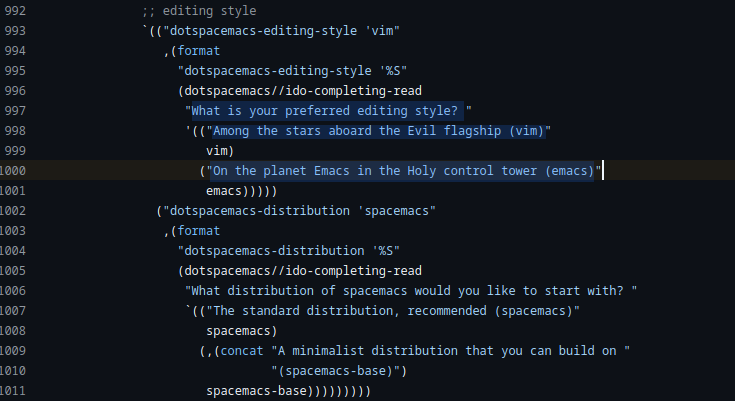 992 ;; editing style
993 `(("dotspacemacs-editing-style 'vim"
994 ,(format
995 "dotspacemacs-editing-style '%S"
996 (dotspacemacs//ido-completing-read
997 "What is your preferred editing style? "
998 '(("Among the stars aboard the Evil flagship (vim)"
999 vim)
1000 ("On the planet Emacs in the Holy control tower (emacs)"
1001 emacs)))))
1002 ("dotspacemacs-distribution 'spacemacs"
1003 ,(format
1004 "dotspacemacs-distribution '%S"
1005 (dotspacemacs//ido-completing-read
1006 "What distribution of spacemacs would you like to start with? "
1007 `(("The standard distribution, recommended (spacemacs)"
1008 spacemacs)
1009 (,(concat "A minimalist distribution that you can build on "
1010 "(spacemacs-base)")
1011 spacemacs-base)))))))))